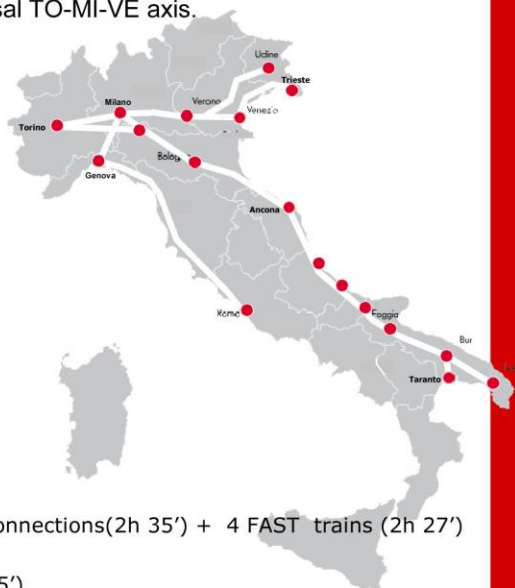 sal TO-MI-VE axis.
Udine
Trieste
Milano
Verona
Venezia
Torino
Bologna
Genova
Ancona
Roma
Foggia
Bar
Taranto
onnections(2h 35’) + 4 FAST trains (2h 27’)
5’)